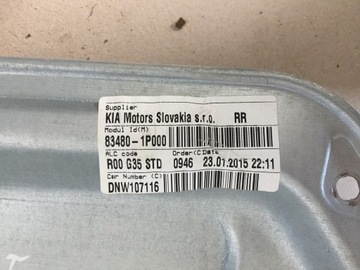 Supplier
KIA Motors Slovakia s.r.o. RR
Modul Id(M)
83480-1P000
ALC code Order(C)Date
R00 G35 STD 0946 23.01.2015 22:11
Car Number (C)
DNW107116